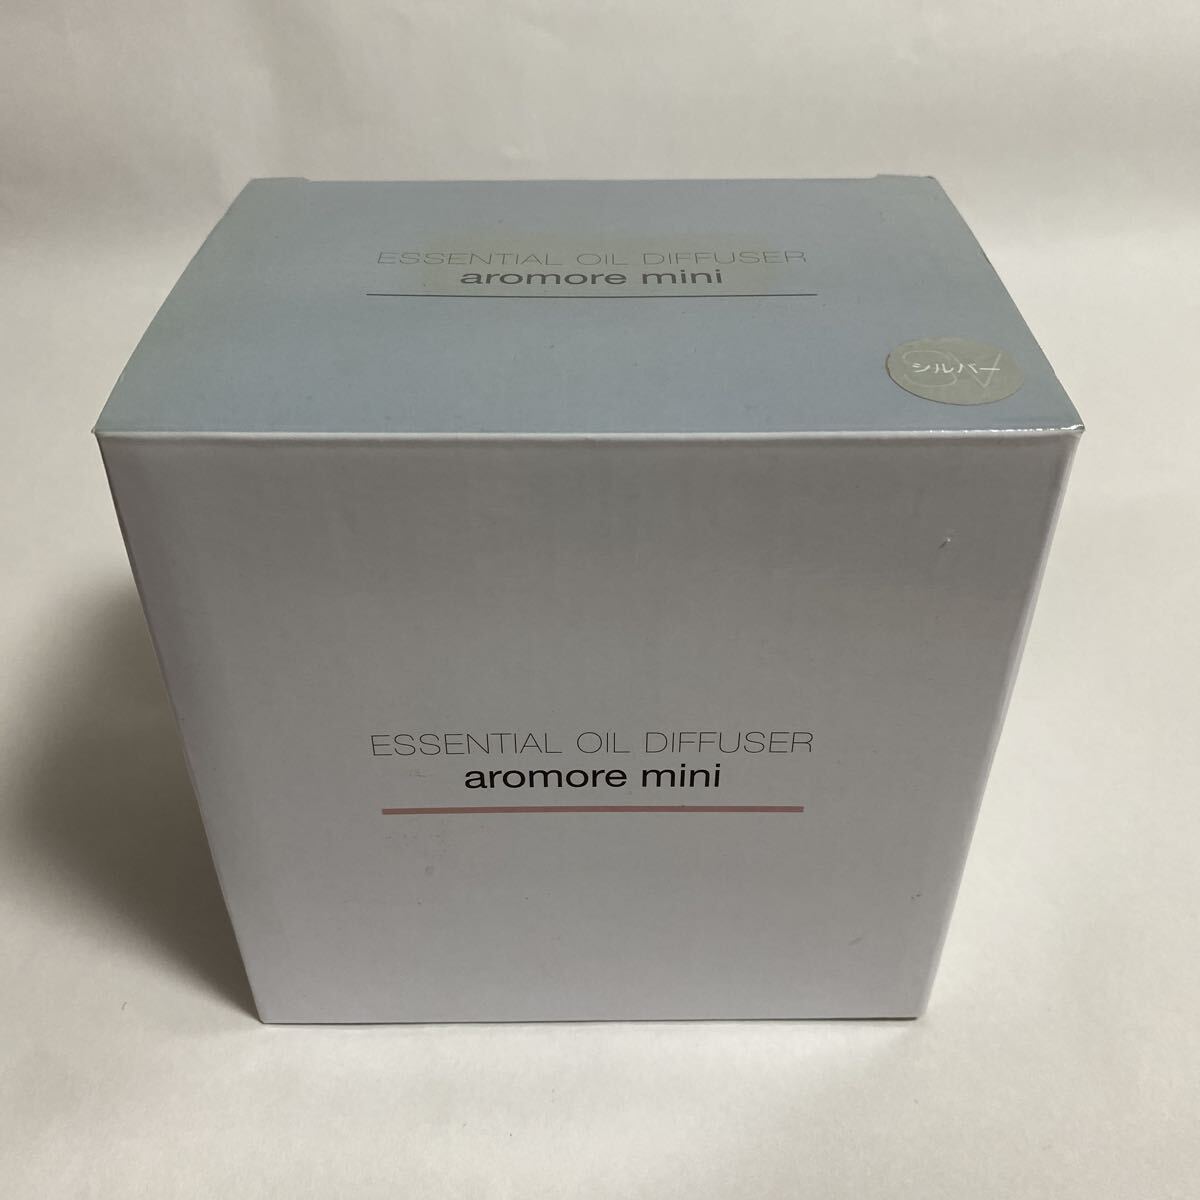 ESSENTIAL OIL DIFFUSER
aromore mini
シルバー
ESSENTIAL OIL DIFFUSER
aromore mini